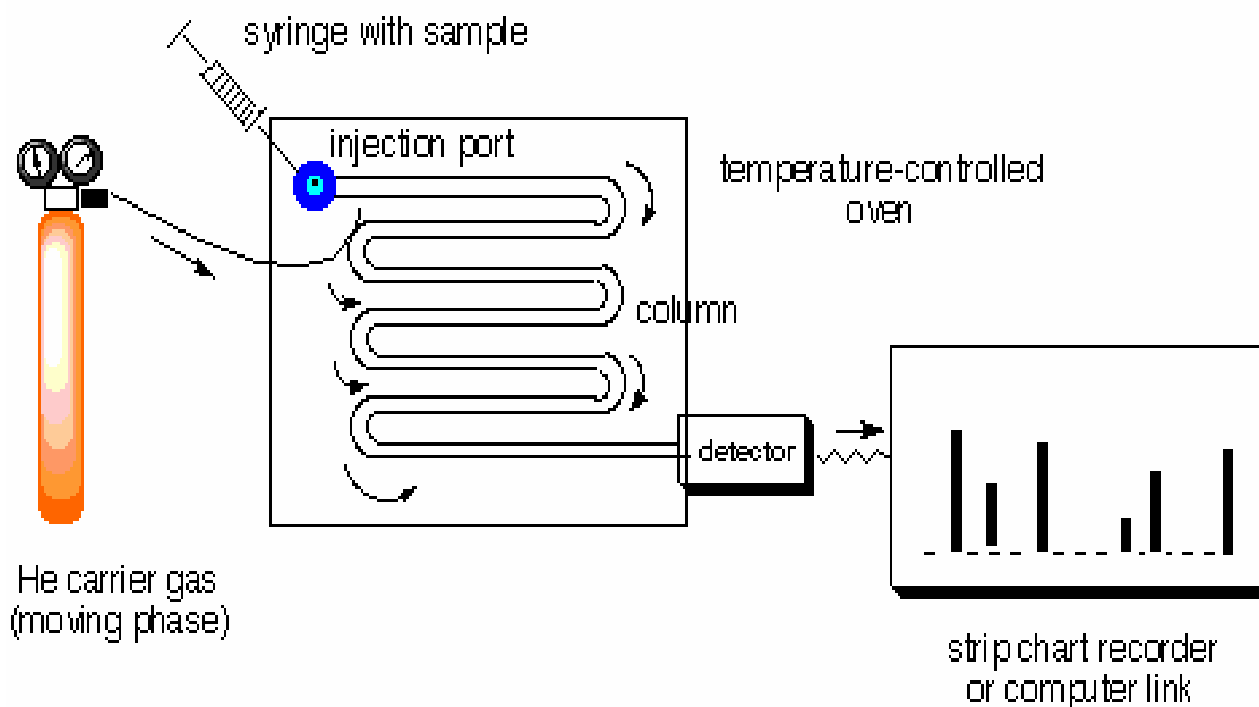 syringe with sample
injection port
temperature-controlled
oven
column
detector
He carrier gas
(moving phase)
strip chart recorder
or computer link